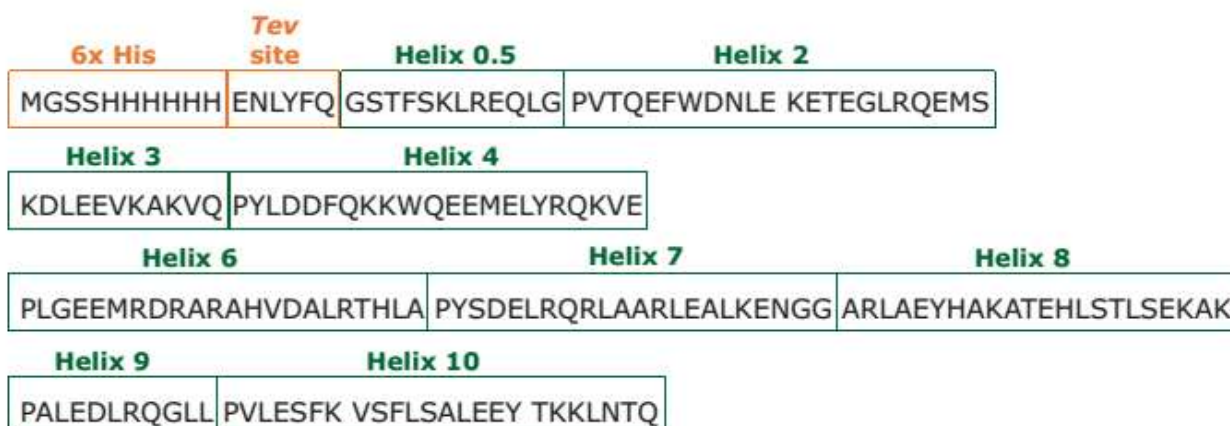 Tev
6x His site Helix 0.5 Helix 2
MGSSHHHHHH ENLYFQ GSTFSKLREQLG PVTQEFWDNLE KETEGLRQEMS
Helix 3 Helix 4
KDLEEVKAKVQ PYLDDFQKKWQEEMELYRQKVE
Helix 6 Helix 7 Helix 8
PLGEEMRDRARAHVDALRTHLA PYSDELRQRLAARLEALKENGG ARLAEYHAKATEHLSTLSEKAK
Helix 9 Helix 10
PALEDLRQGLL PVLESFK VSFLSALEEY TKKLNTQ